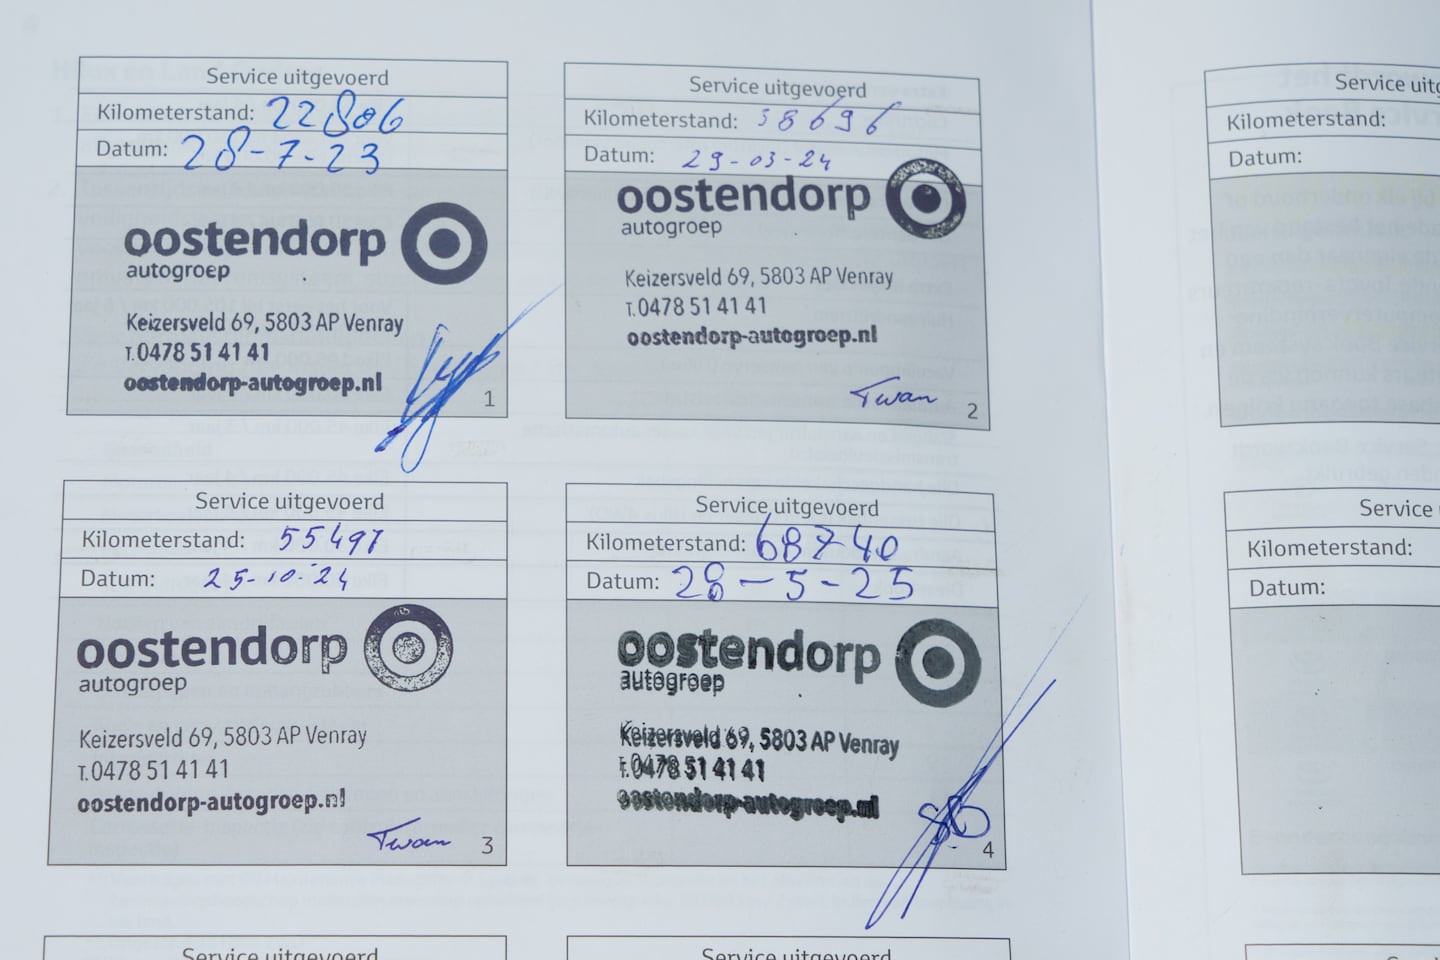 Service uitgevoerd
Kilometerstand: 22806
Datum: 28-7-23
oostendorp
autogroep
Keizersveld 69, 5803 AP Venray
T.0478 51 41 41
oostendorp-autogroep.nl
1
Service uitgevoerd
Kilometerstand: 38696
Datum: 29-03-24
oostendorp
autogroep
Keizersveld 69, 5803 AP Venray
T.0478 51 41 41
oostendorp-autogroep.nl
Twan
2
Service uitgevoerd
Kilometerstand: 55497
Datum: 25-10-24
oostendorp
autogroep
Keizersveld 69, 5803 AP Venray
T.0478 51 41 41
oostendorp-autogroep.nl
Twan
3
Service uitgevoerd
Kilometerstand: 68740
Datum: 28-5-25
oostendorp
autogroep
Keizersveld 69, 5803 AP Venray
T.0478 51 41 41
oostendorp-autogroep.nl
4
Service uitgevoerd
Service uitgevoerd
Service uitg
Kilometerstand:
Datum:
Service u
Kilometerstand:
Datum: